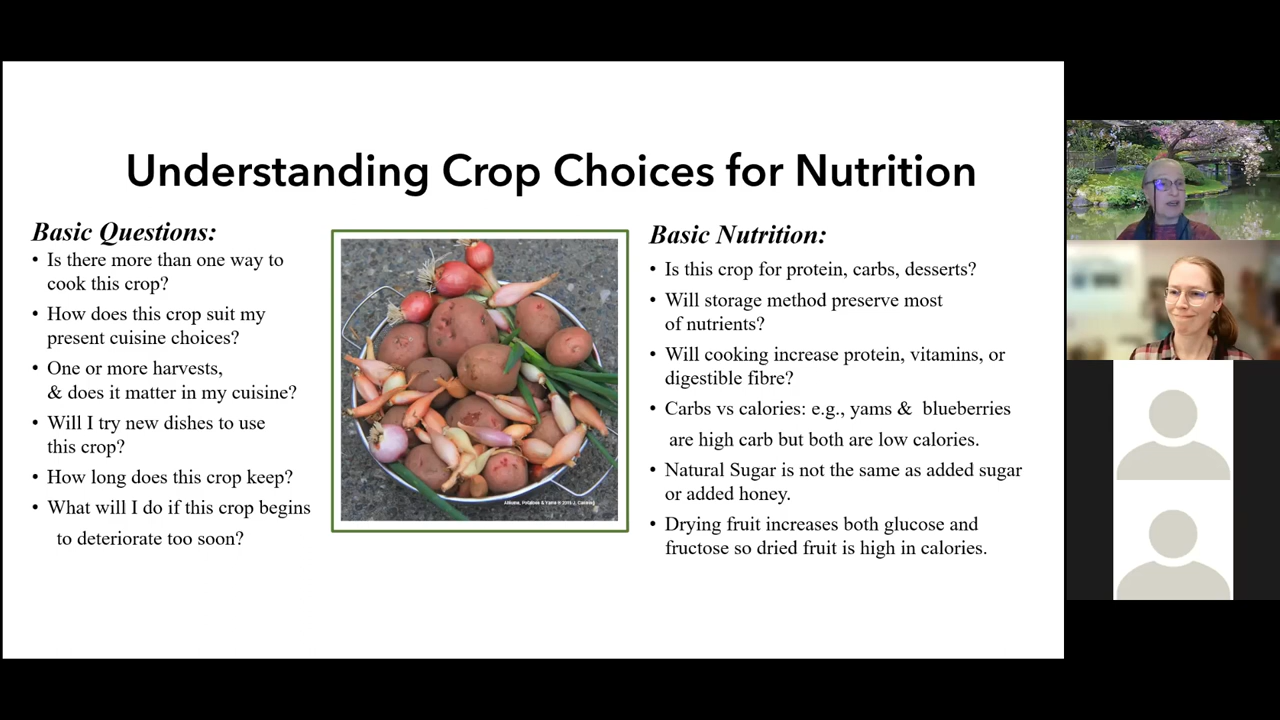 Understanding Crop Choices for Nutrition
Basic Questions:
• Is there more than one way to
cook this crop?
• How does this crop suit my
present cuisine choices?
• One or more harvests,
& does it matter in my cuisine?
• Will I try new dishes to use
this crop?
• How long does this crop keep?
• What will I do if this crop begins
to deteriorate too soon?
Basic Nutrition:
• Is this crop for protein, carbs, desserts?
• Will storage method preserve most
of nutrients?
• Will cooking increase protein, vitamins, or
digestible fibre?
• Carbs vs calories: e.g., yams & blueberries
are high carb but both are low calories.
• Natural Sugar is not the same as added sugar
or added honey.
• Drying fruit increases both glucose and
fructose so dried fruit is high in calories.